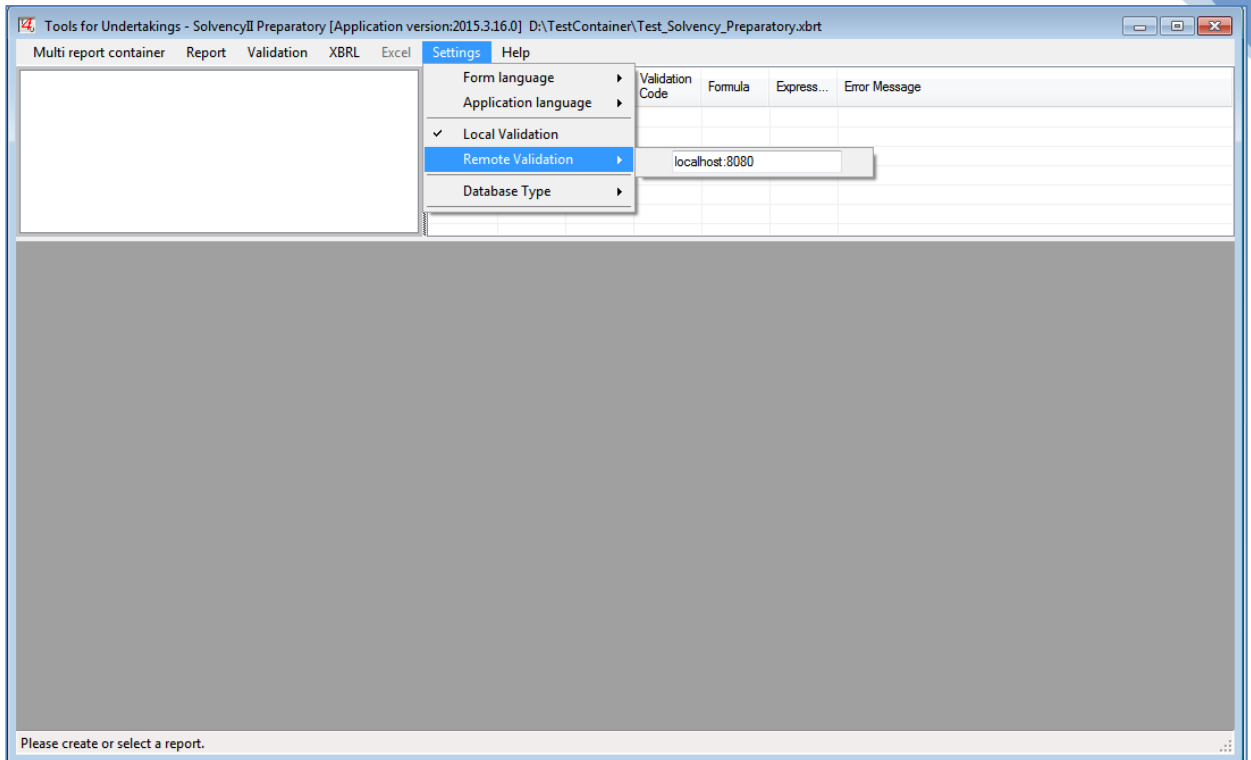 Tools for Undertakings - SolvencyII Preparatory [Application version:2015.3.16.0] D:\TestContainer\Test_Solvency_Preparatory.xbrt
Multi report container Report Validation XBRL Excel Settings Help
Form language
Application language
Local Validation
Remote Validation
Database Type
localhost:8080
Validation
Code
Formula Express... Error Message
Please create or select a report.